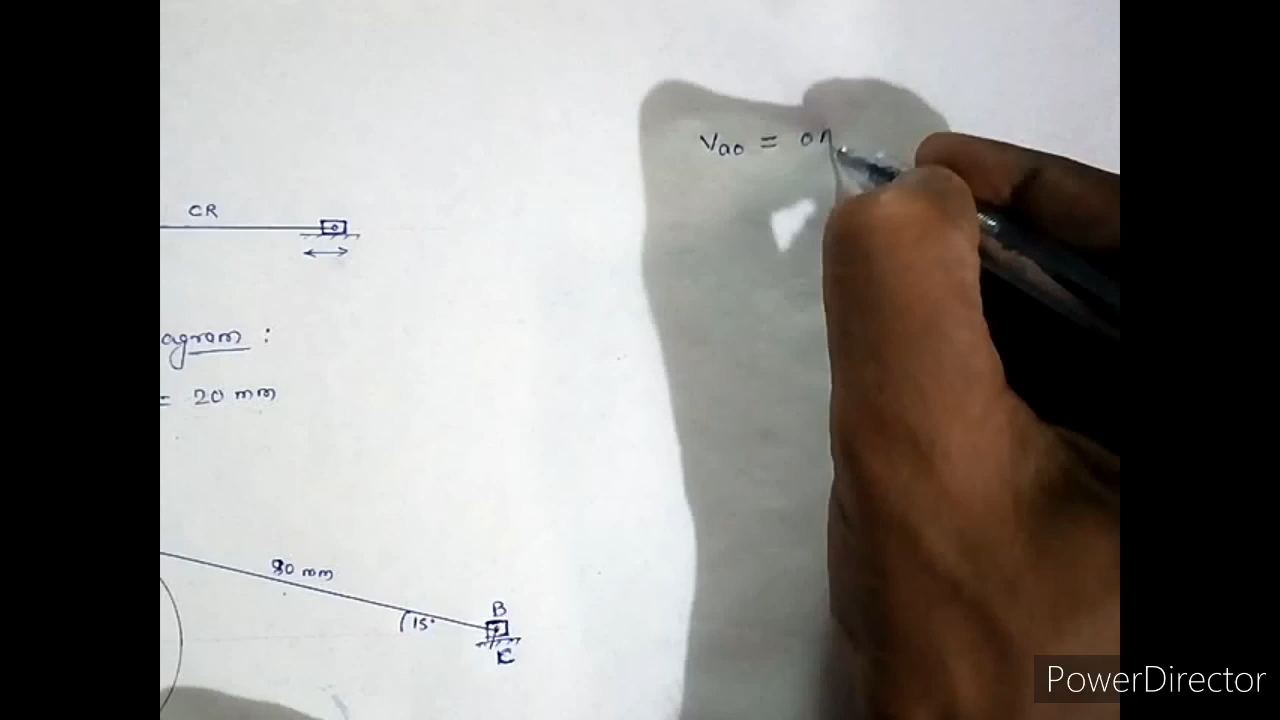 Vao = on
CR
agram :
= 20 mm
80 mm
15°
B
C
PowerDirector